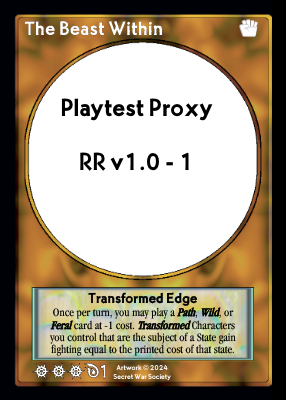 The Beast Within
Playtest Proxy
RR v1.0 - 1
Transformed Edge
Once per turn, you may play a Path, Wild, or
Feral card at -1 cost. Transformed Characters
you control that are the subject of a State gain
fighting equal to the printed cost of that state.
1
Artwork © 2024
Secret War Society